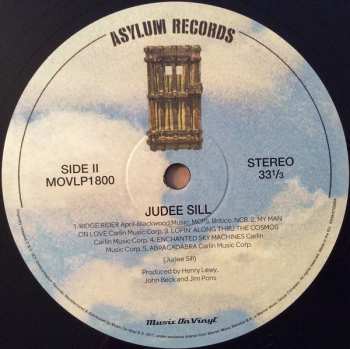 ASYLUM RECORDS
SIDE II
MOVLP1800
STEREO
33⅓
JUDEE SILL
1. RIDGE RIDER April-Blackwood Music, MCPS, Britico, NCB. 2. MY MAN
ON LOVE Carlin Music Corp. 3. LOPIN' ALONG THRU THE COSMOS
Carlin Music Corp. 4. ENCHANTED SKY MACHINES Carlin
Music Corp. 5. ABRACADABRA Carlin Music Corp.
(Judee Sill)
Produced by Henry Lewy,
John Beck and Jim Pons
Music On Vinyl